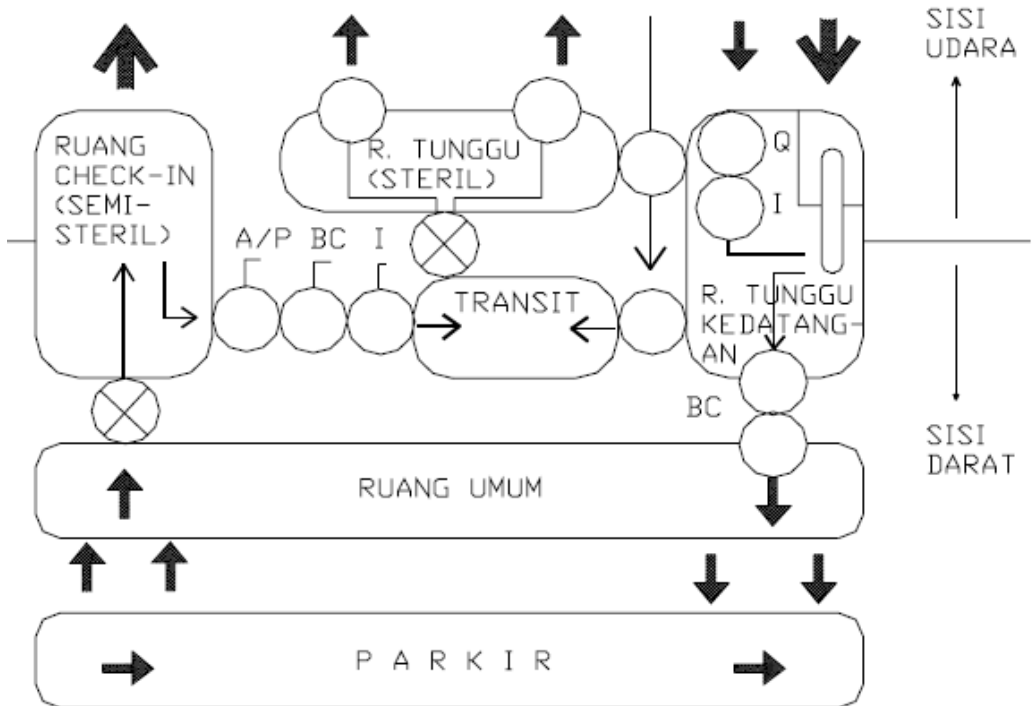 SISI
UDARA
RUANG
CHECK-IN
(SEMI-
STERIL)
R. TUNGGU
(STERIL)
Q
I
A/P BC I
TRANSIT
R. TUNGGU
KEDATANG-
AN
BC
SISI
DARAT
RUANG UMUM
P A R K I R